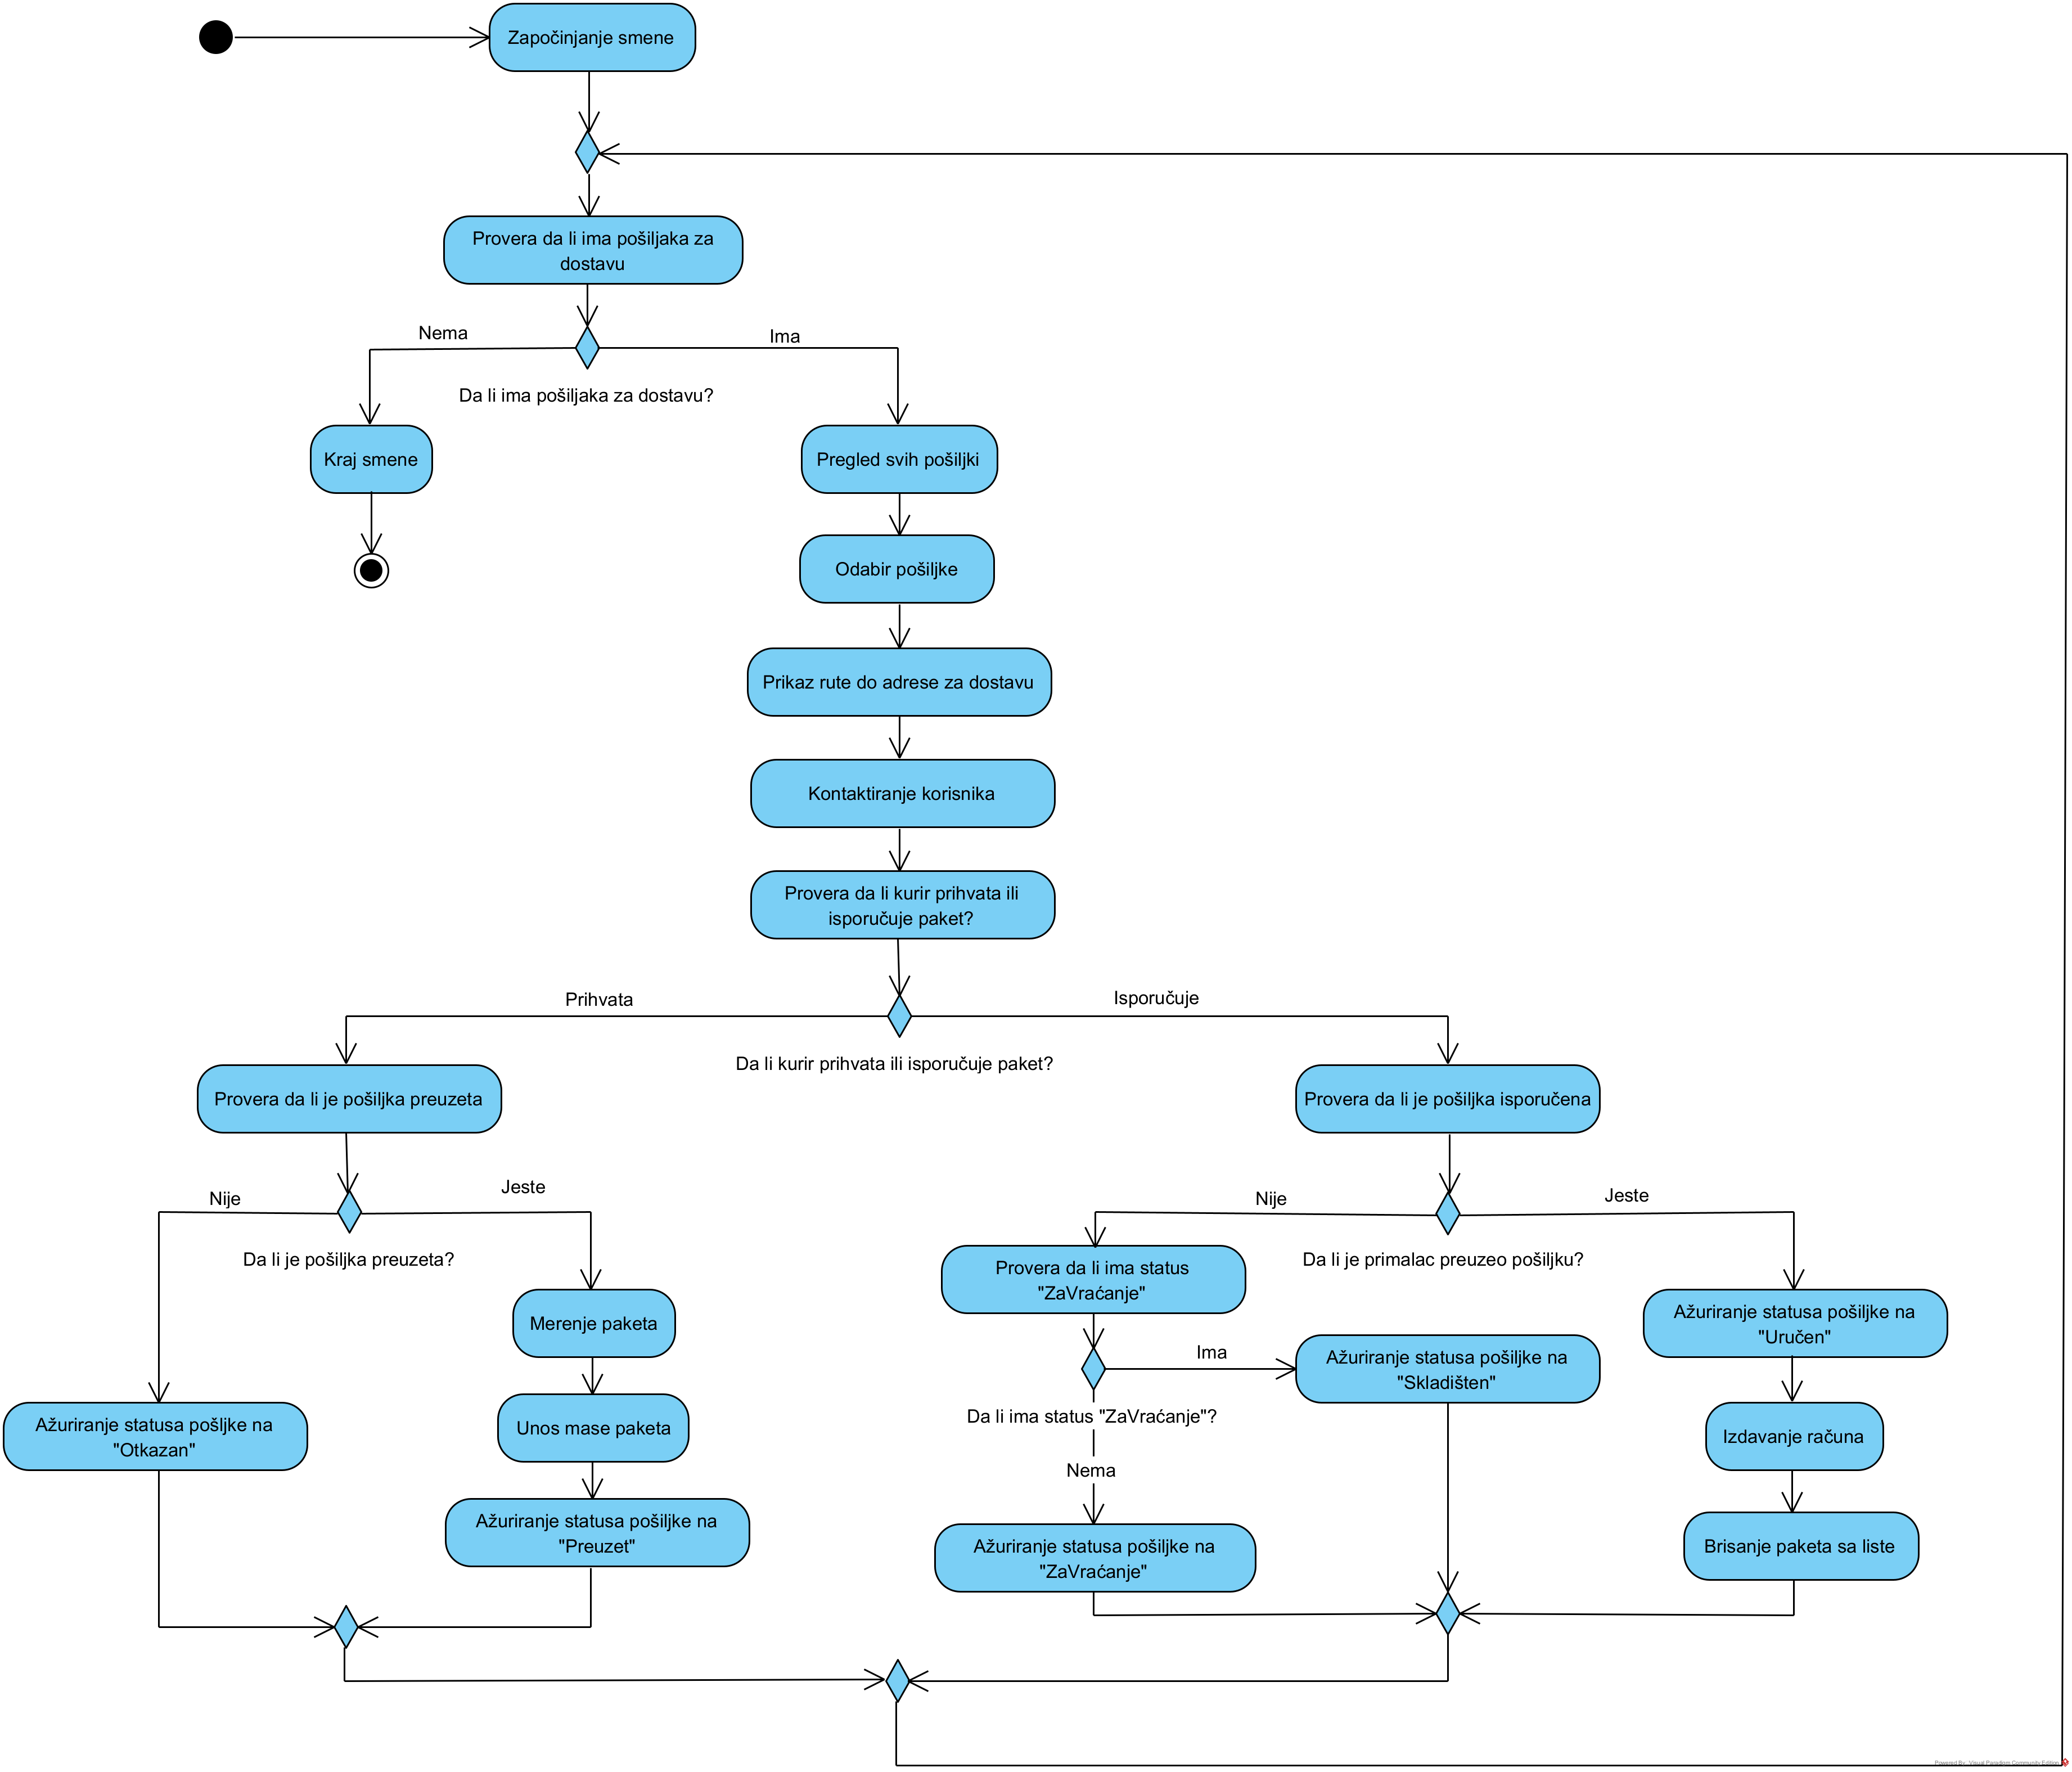 Započinjanje smene
Provera da li ima pošiljaka za
dostavu
Nema
Ima
Da li ima pošiljaka za dostavu?
Kraj smene
Pregled svih pošiljki
Odabir pošiljke
Prikaz rute do adrese za dostavu
Kontaktiranje korisnika
Provera da li kurir prihvata ili
isporučuje paket?
Prihvata
Isporučuje
Da li kurir prihvata ili isporučuje paket?
Provera da li je pošiljka preuzeta
Provera da li je pošiljka isporučena
Nije
Jeste
Da li je pošiljka preuzeta?
Nije
Jeste
Da li je primalac preuzeo pošiljku?
Merenje paketa
Unos mase paketa
Ažuriranje statusa pošljke na
"Otkazan"
Ažuriranje statusa pošiljke na
"Preuzet"
Provera da li ima status
"ZaVraćanje"
Ima
Da li ima status "ZaVraćanje"?
Nema
Ažuriranje statusa pošiljke na
"Skladišten"
Ažuriranje statusa pošiljke na
"ZaVraćanje"
Ažuriranje statusa pošiljke na
"Uručen"
Izdavanje računa
Brisanje paketa sa liste
Powered By Visual Paradigm Community Edition